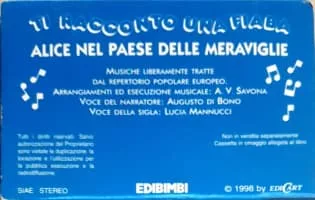 TI RACCONTO UNA FIABA
ALICE NEL PAESE DELLE MERAVIGLIE
MUSICHE LIBERAMENTE TRATTE
DAL REPERTORIO POPOLARE EUROPEO.
ARRANGIAMENTI ED ESECUZIONE MUSICALE: A. V. SAVONA
VOCE DEL NARRATORE: AUGUSTO DI BONO
VOCE DELLA SIGLA: LUCIA MANNUCCI
Tutti i diritti riservati. Salvo
autorizzazione del Proprietario
sono vietate la duplicazione, la
locazione e l'utilizzazione per
la pubblica esecuzione e la
radiodiffusione.
Non in vendita separatamente
Cassetta in omaggio allegata al libro
SIAE STEREO
EDIBIMBI
© 1996 by EDICART